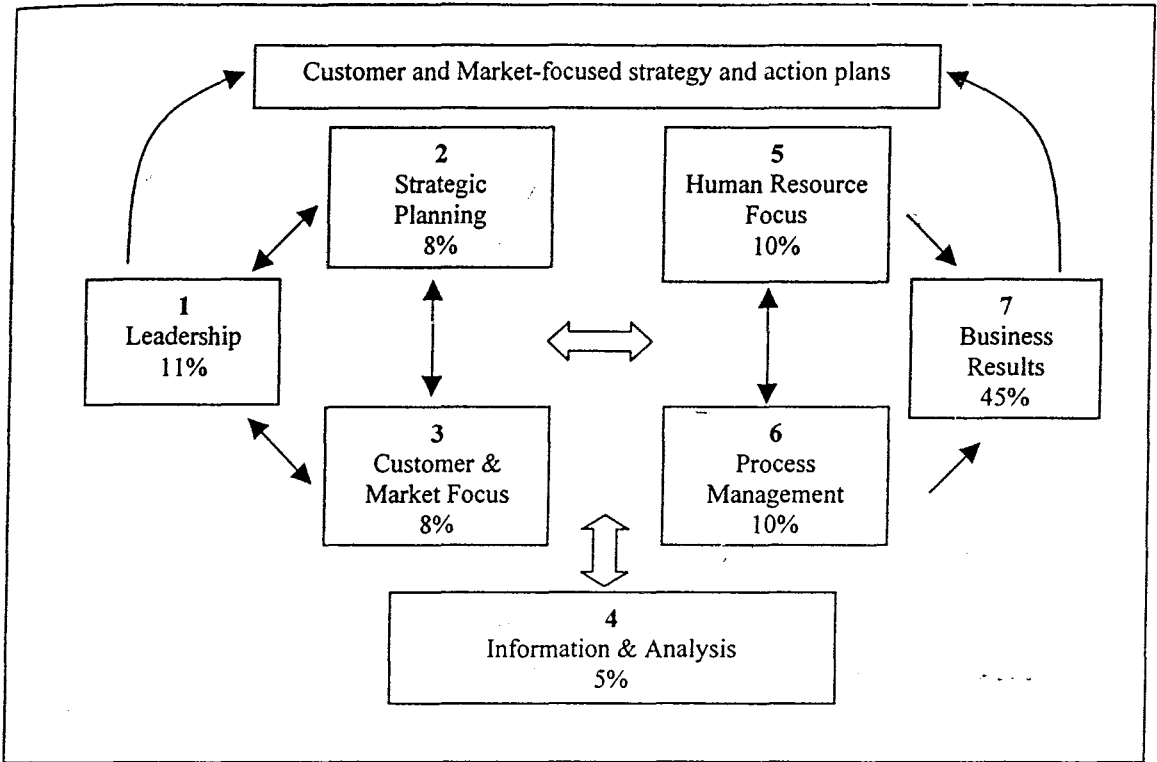 Customer and Market-focused strategy and action plans
2
Strategic
Planning
8%
5
Human Resource
Focus
10%
1
Leadership
11%
7
Business
Results
45%
3
Customer &
Market Focus
8%
6
Process
Management
10%
4
Information & Analysis
5%